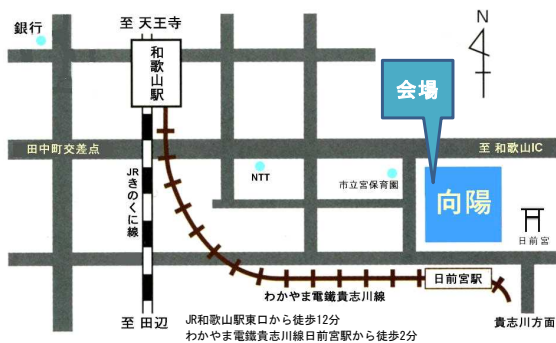 至 天王寺
銀行
和歌山駅
N
会場
田中町交差点
至 和歌山IC
JRきのくに線
NTT
市立宮保育園
向陽
日前宮
日前宮駅
わかやま電鐵貴志川線
至 田辺
貴志川方面
JR和歌山駅東口から徒歩12分
わかやま電鐵貴志川線日前宮駅から徒歩2分